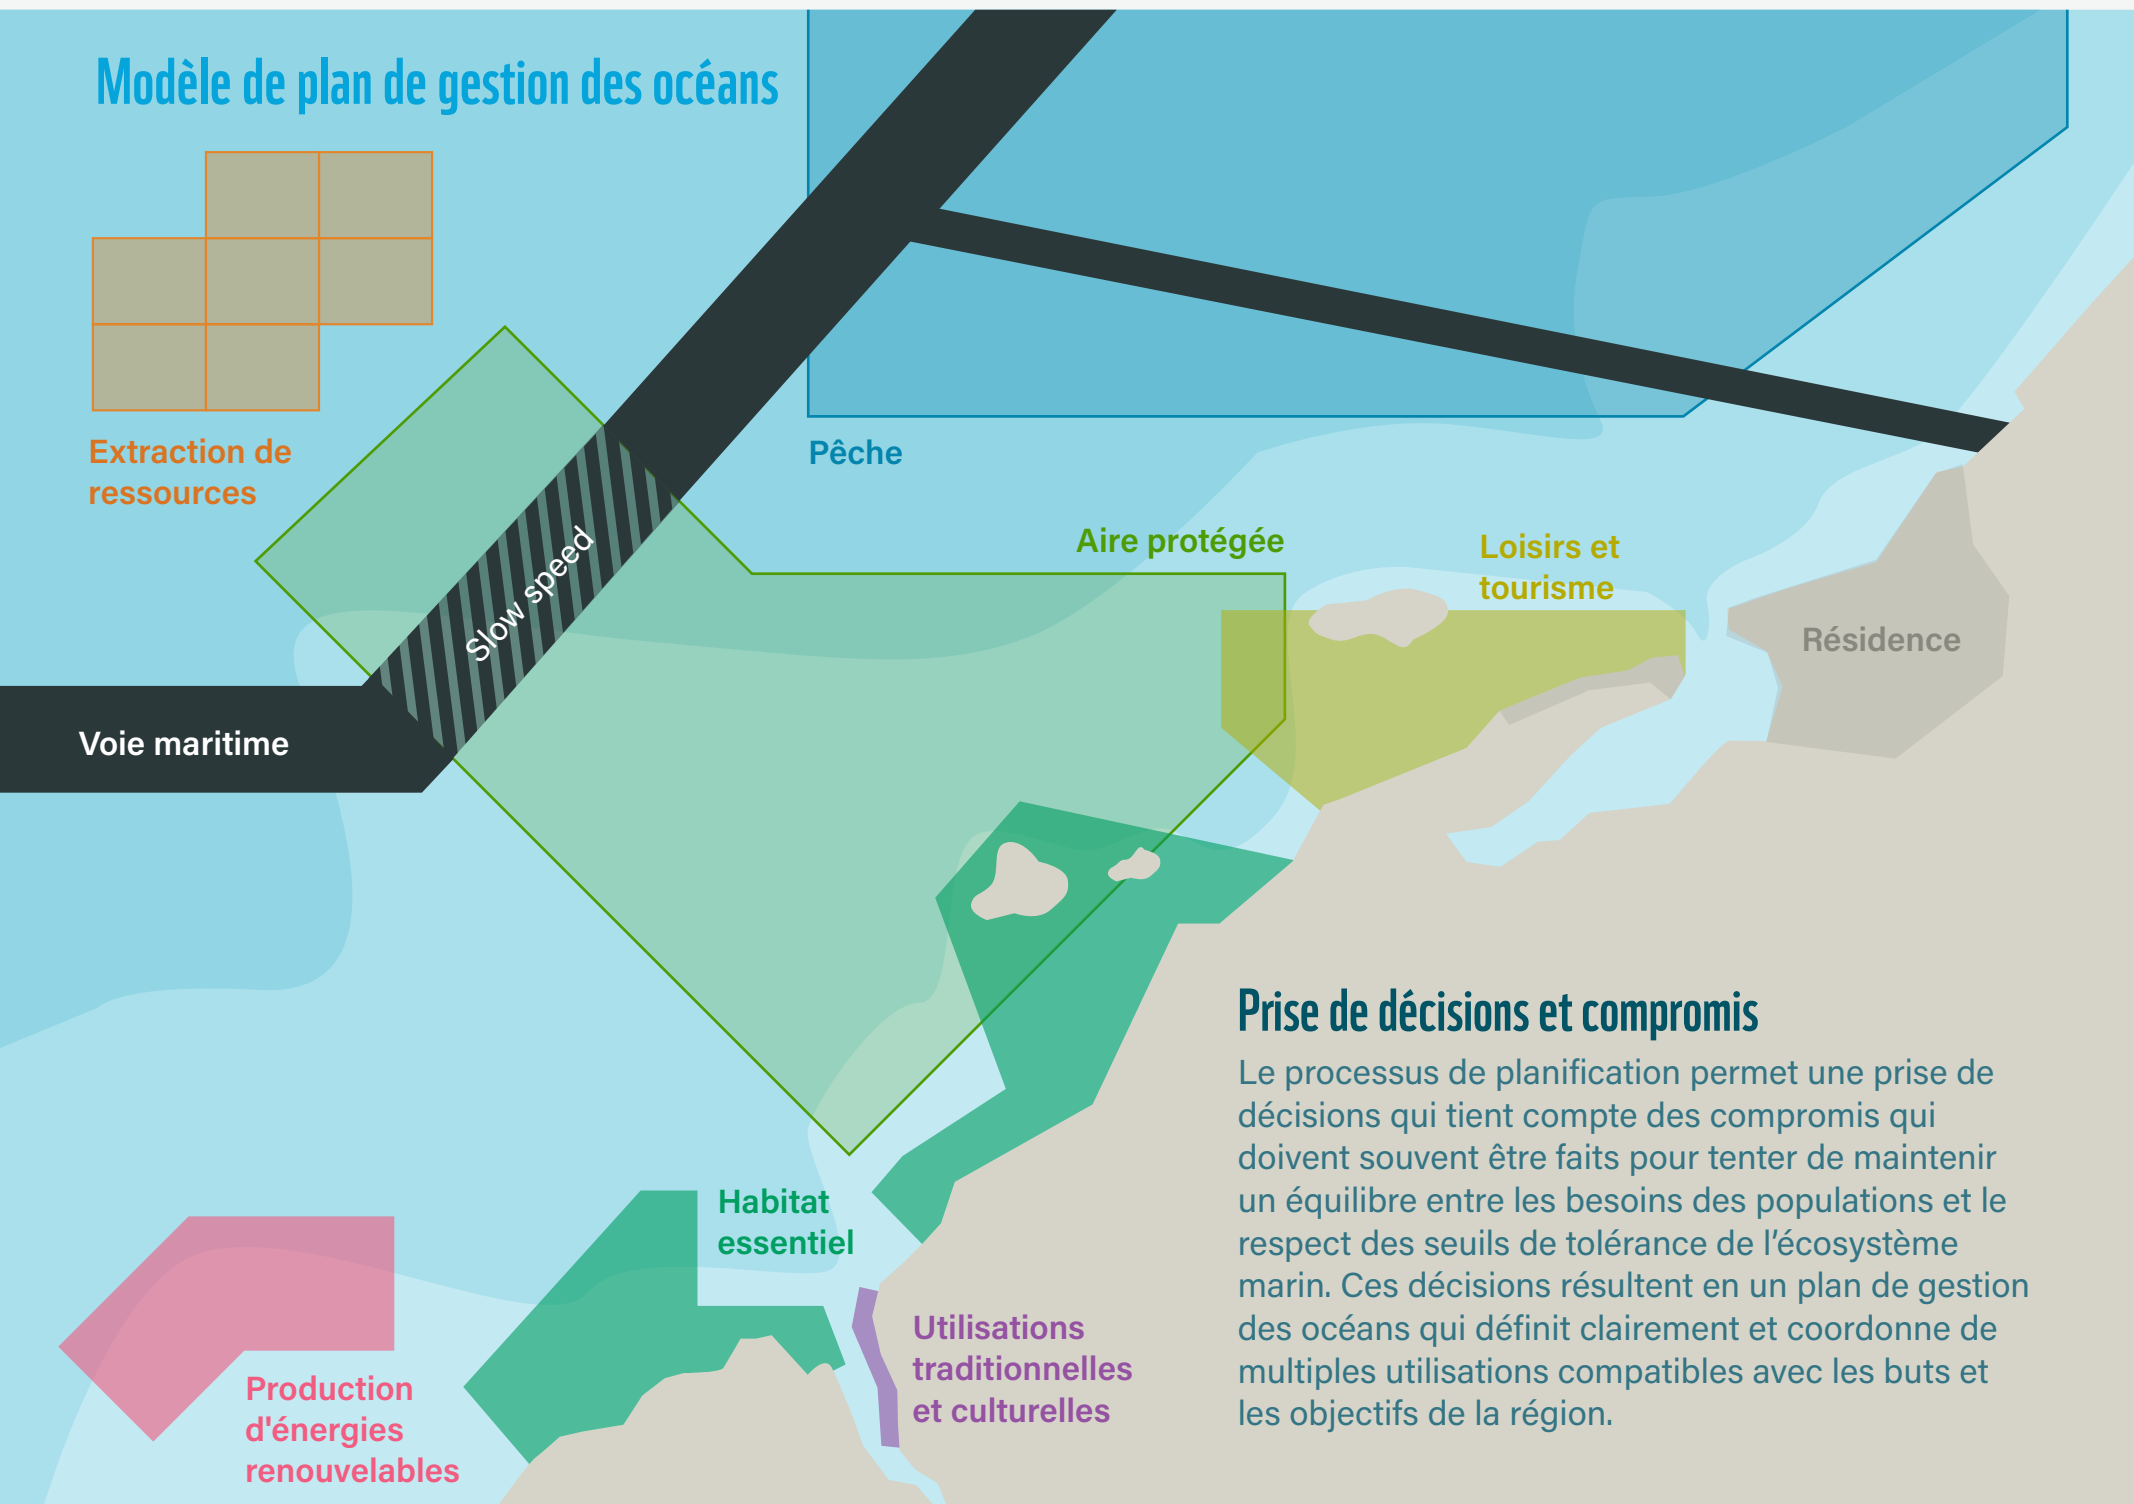 Modèle de plan de gestion des océans
Extraction de
ressources
Pêche
Aire protégée
Loisirs et
tourisme
Résidence
Slow speed
Voie maritime
Prise de décisions et compromis
Le processus de planification permet une prise de
décisions qui tient compte des compromis qui
doivent souvent être faits pour tenter de maintenir
un équilibre entre les besoins des populations et le
respect des seuils de tolérance de l’écosystème
marin. Ces décisions résultent en un plan de gestion
des océans qui définit clairement et coordonne de
multiples utilisations compatibles avec les buts et
les objectifs de la région.
Habitat
essentiel
Utilisations
traditionnelles
et culturelles
Production
d'énergies
renouvelables